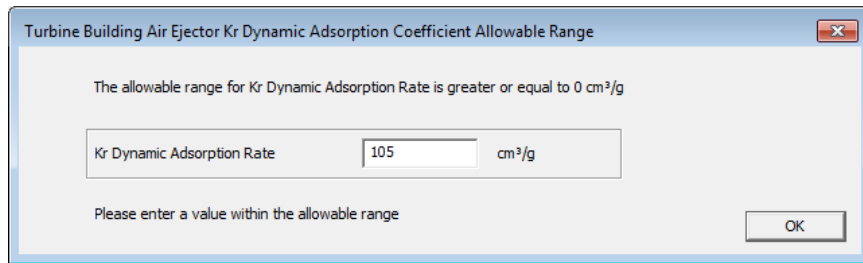 Turbine Building Air Ejector Kr Dynamic Adsorption Coefficient Allowable Range
The allowable range for Kr Dynamic Adsorption Rate is greater or equal to 0 cm³/g
Kr Dynamic Adsorption Rate 105 cm³/g
Please enter a value within the allowable range
OK